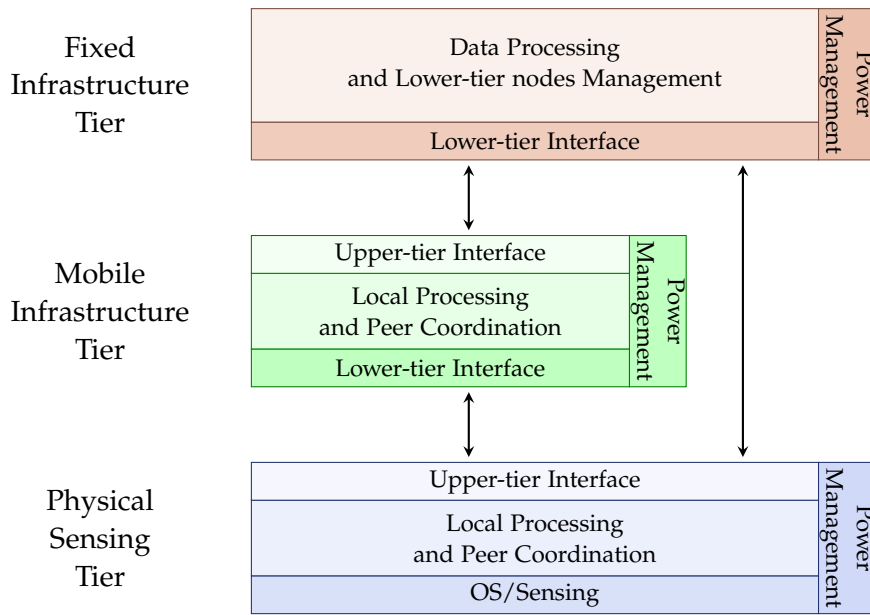 Fixed
Infrastructure
Tier
Data Processing
and Lower-tier nodes Management
Lower-tier Interface
Power
Management
Mobile
Infrastructure
Tier
Upper-tier Interface
Local Processing
and Peer Coordination
Lower-tier Interface
Power
Management
Physical
Sensing
Tier
Upper-tier Interface
Local Processing
and Peer Coordination
OS/Sensing
Power
Management